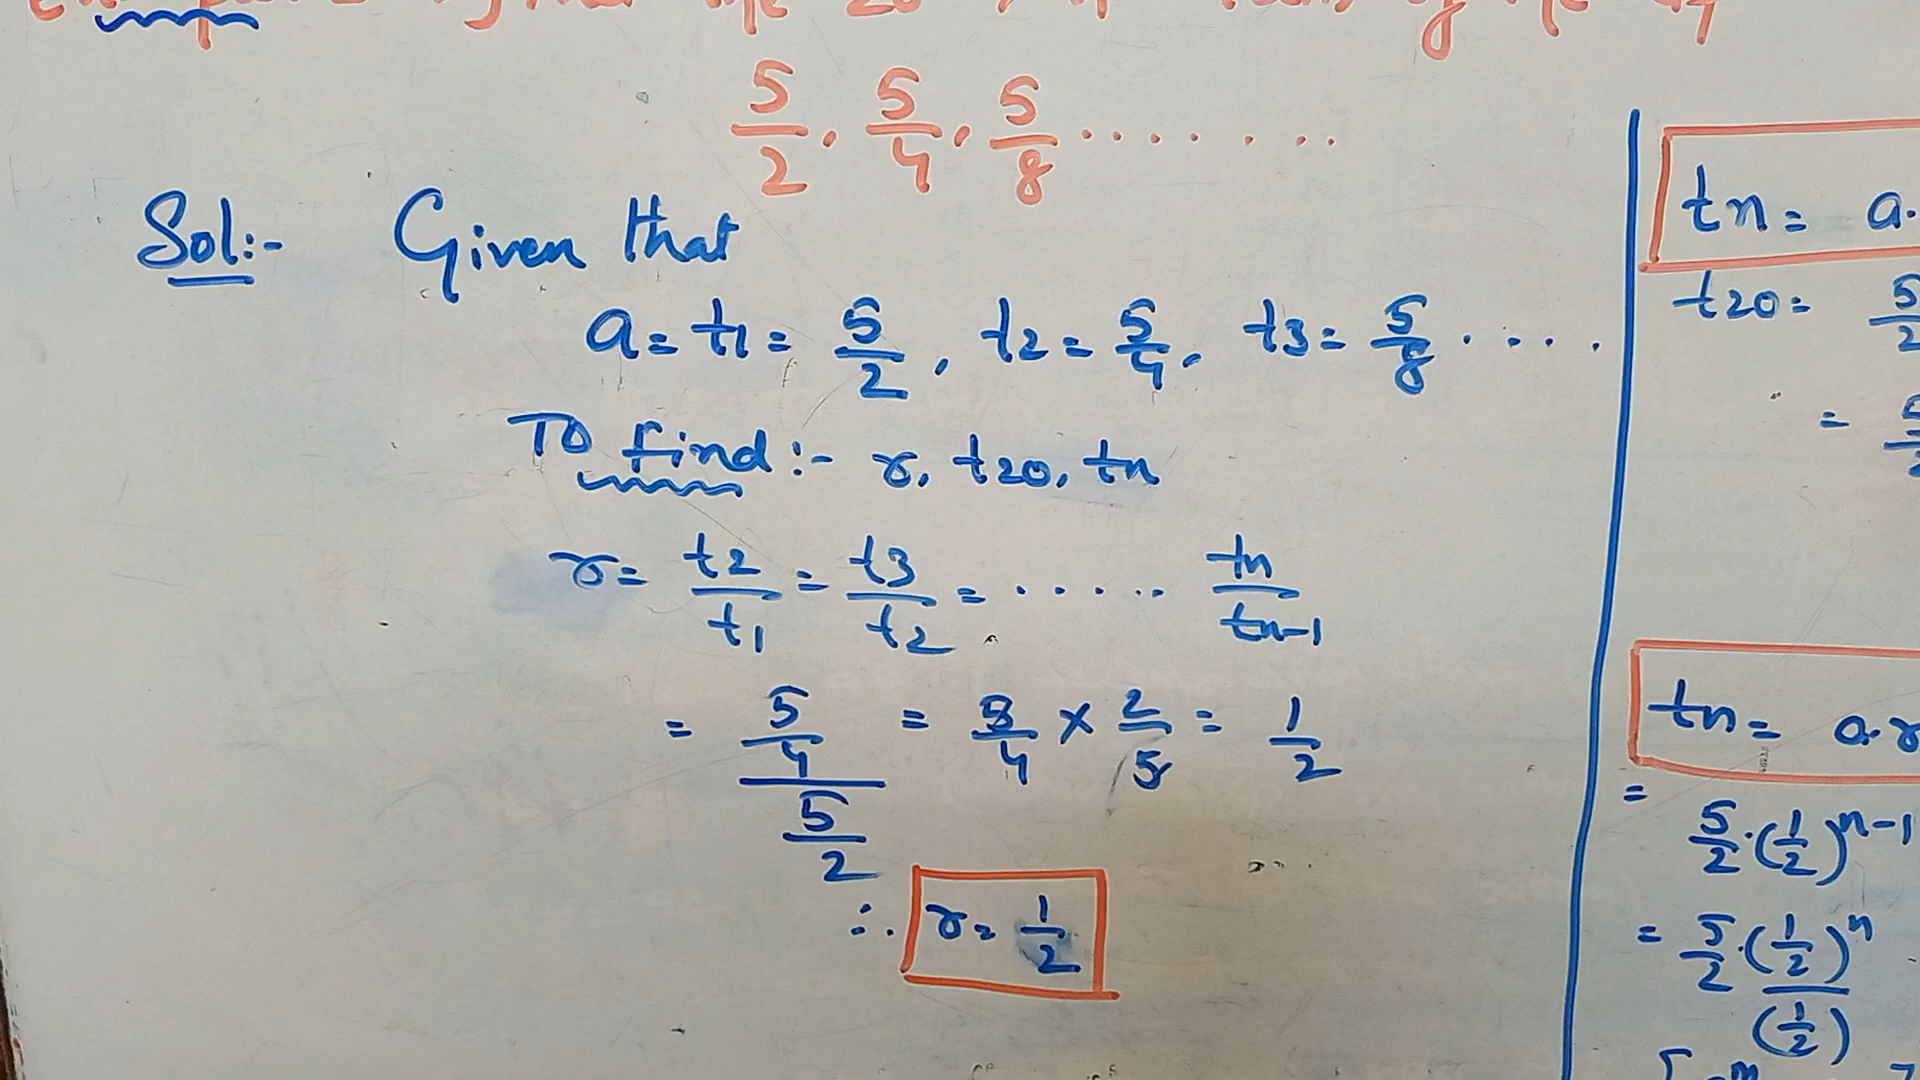 5/2, 5/4, 5/8 ........
Sol:- Given that
a = t1 = 5/2, t2 = 5/4, t3 = 5/8 ....
To find :- r, t20, tn
r = t2/t1 = t3/t2 = ..... tn/tn-1
= (5/4)/(5/2) = 5/4 × 2/5 = 1/2
∴ r = 1/2
tn = a.
t20 = 5/2
=
tn = a.r
= 5/2 . (1/2)^n-1
= 5/2 . (1/2)^n/(1/2)